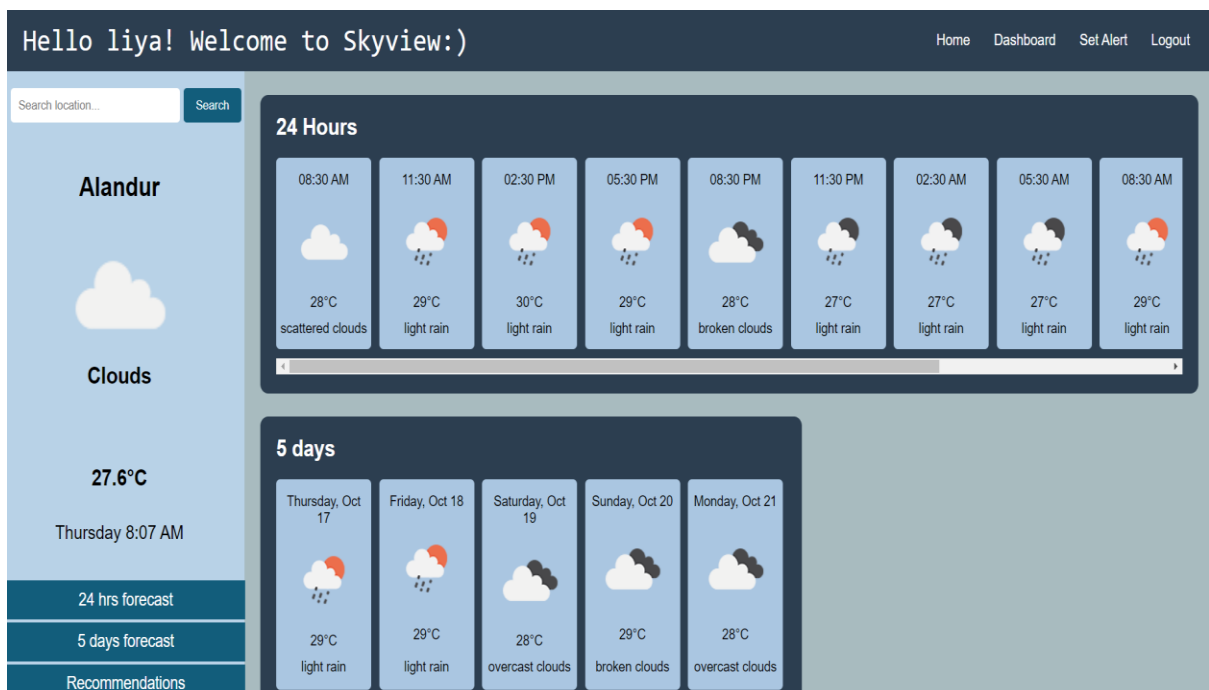 Hello liya! Welcome to Skyview:)
Home Dashboard Set Alert Logout
Search location...
Search
Alandur
Clouds
27.6°C
Thursday 8:07 AM
24 hrs forecast
5 days forecast
Recommendations
24 Hours
08:30 AM 11:30 AM 02:30 PM 05:30 PM 08:30 PM 11:30 PM 02:30 AM 05:30 AM 08:30 AM
28°C 29°C 30°C 29°C 28°C 27°C 27°C 27°C 29°C
scattered clouds light rain light rain light rain broken clouds light rain light rain light rain light rain
5 days
Thursday, Oct 17 Friday, Oct 18 Saturday, Oct 19 Sunday, Oct 20 Monday, Oct 21
29°C 29°C 28°C 29°C 28°C
light rain light rain overcast clouds broken clouds overcast clouds